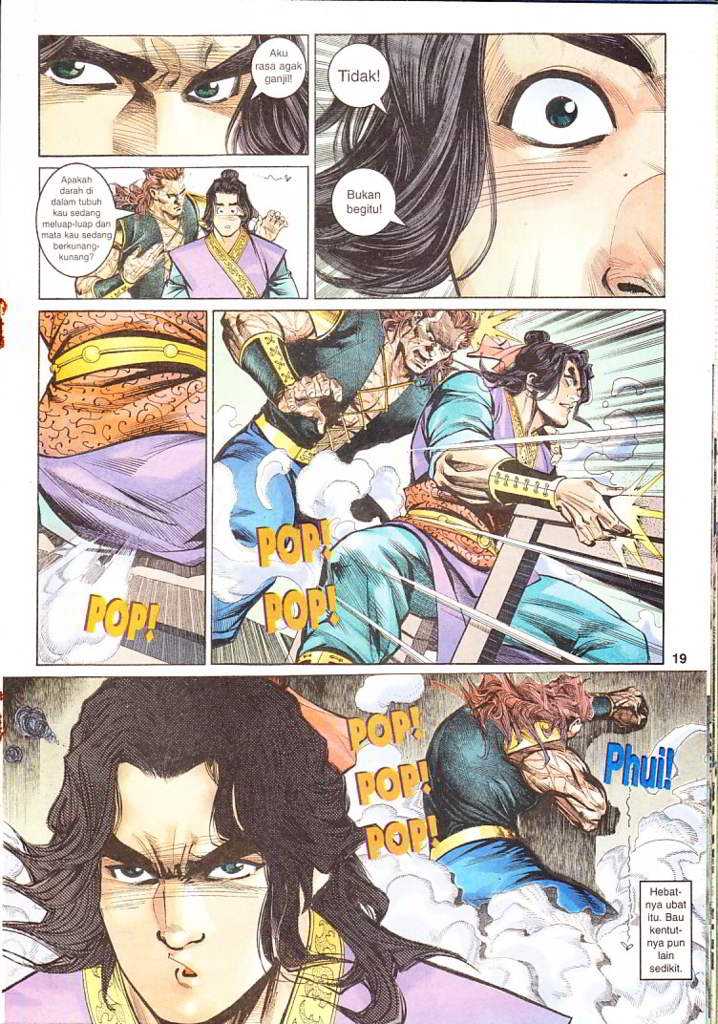 Aku
rasa agak
ganjil!
Tidak!
Bukan
begitu!
Apakah
darah di
dalam tubuh
kau sedang
meluap-luap dan
mata kau sedang
berkunang-
kunang?
POP!
POP!
POP!
19
POP!
POP!
POP!
Phui!
Hebat-
nya ubat
itu. Bau
kentut-
nya pun
lain
sedikit.